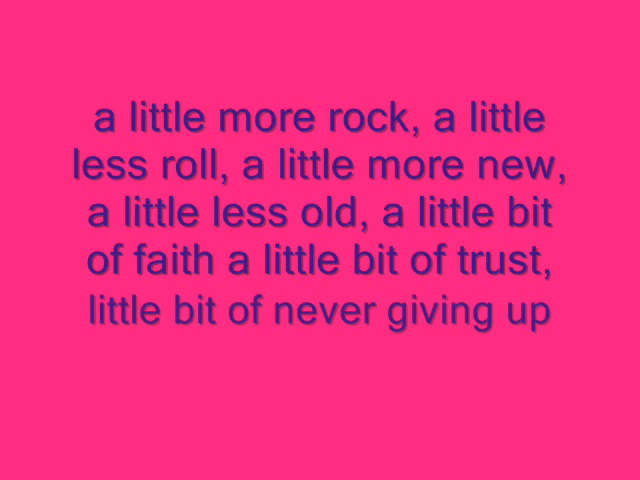 a little more rock, a little
less roll, a little more new,
a little less old, a little bit
of faith a little bit of trust,
little bit of never giving up